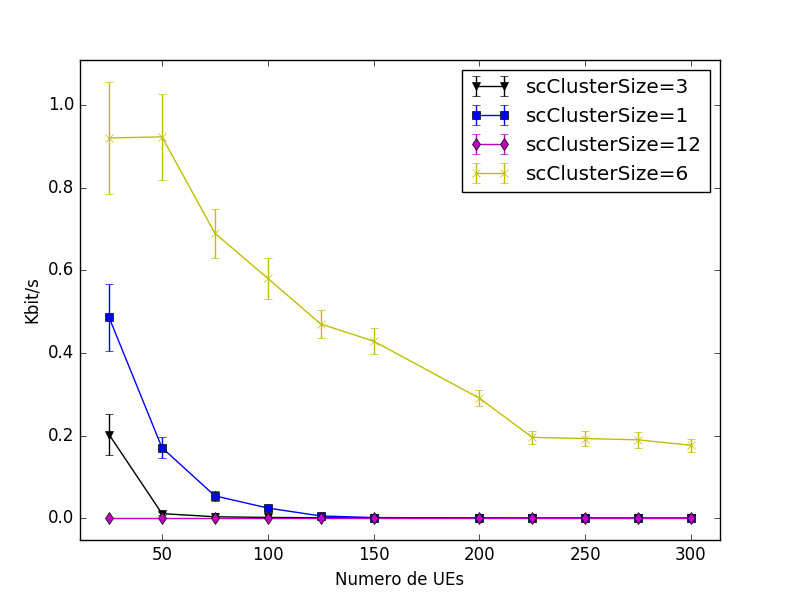 scClusterSize=3
scClusterSize=1
scClusterSize=12
scClusterSize=6
Kbit/s
1.0
0.8
0.6
0.4
0.2
0.0
50 100 150 200 250 300
Numero de UEs